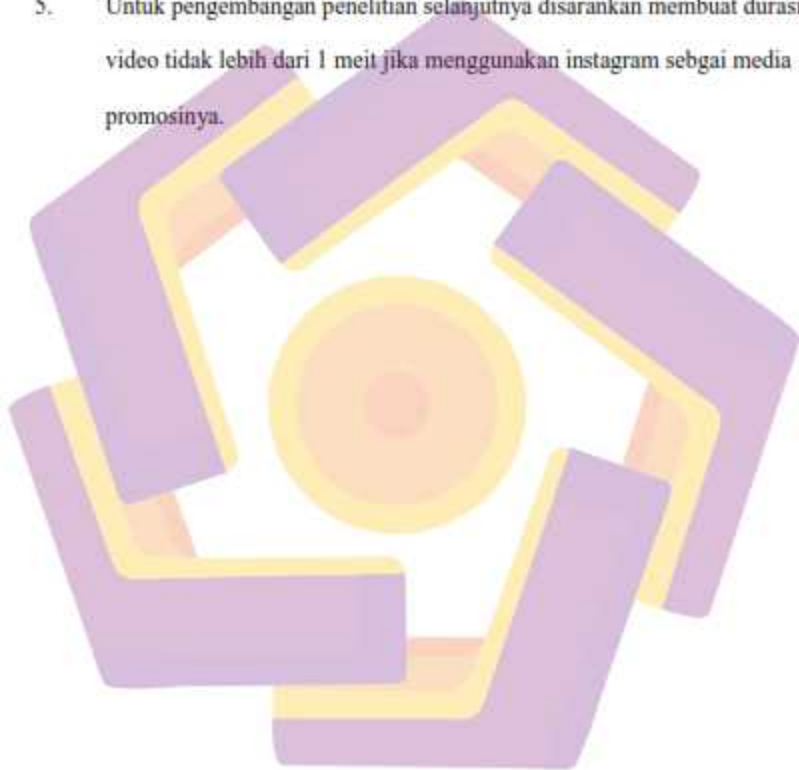 5. Untuk pengembangan penelitian selanjutnya disarankan membuat durasi
video tidak lebih dari 1 meit jika menggunakan instagram sebgai media
promosinya.